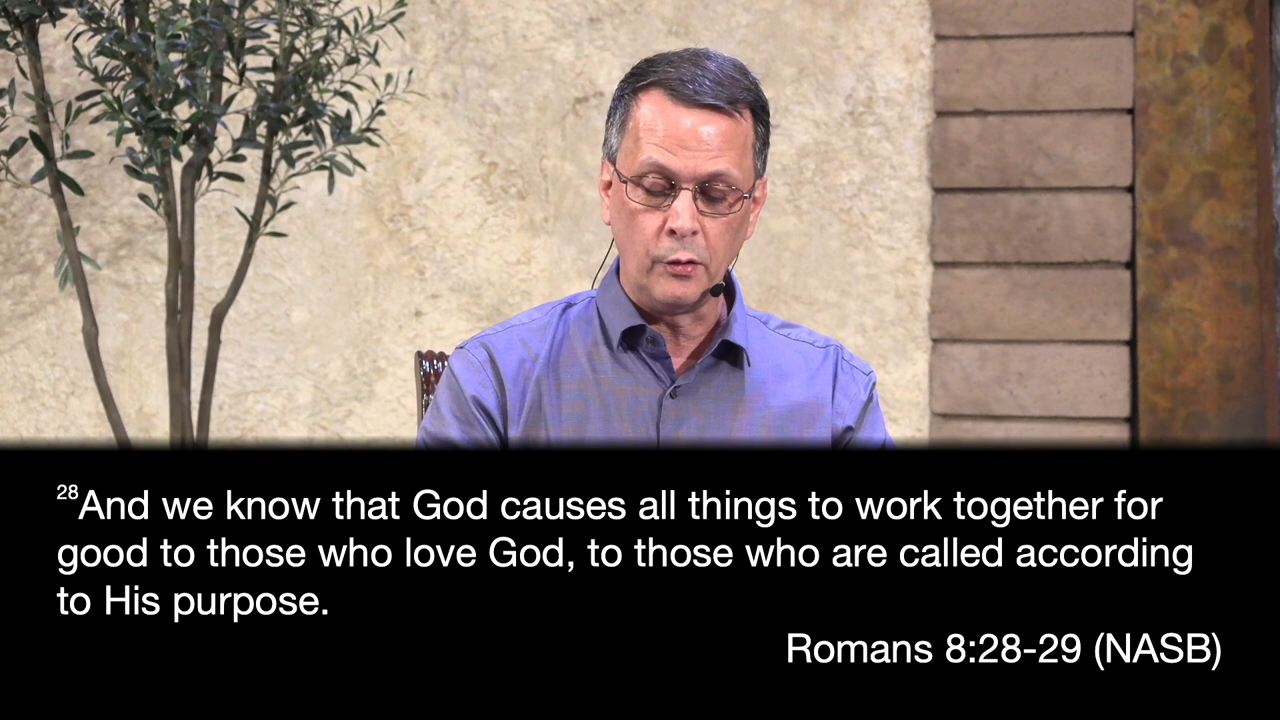 28And we know that God causes all things to work together for
good to those who love God, to those who are called according
to His purpose.
Romans 8:28-29 (NASB)